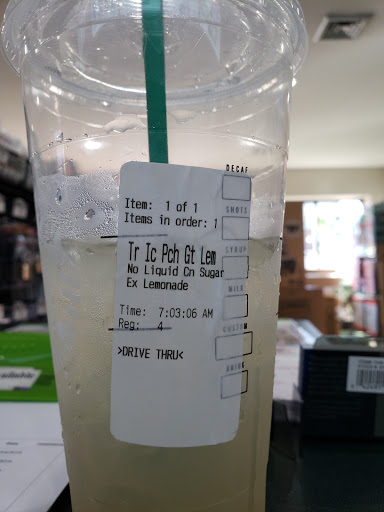 DECAF
Item: 1 of 1
SHOTS
Items in order: 1
SYRUP
Tr Ic Pch Gt Lem
No Liquid Cn Sugar
MILK
Ex Lemonade
Time: 7:03:06 AM
CUSTOM
Reg: 4
>DRIVE THRU<
DRINK